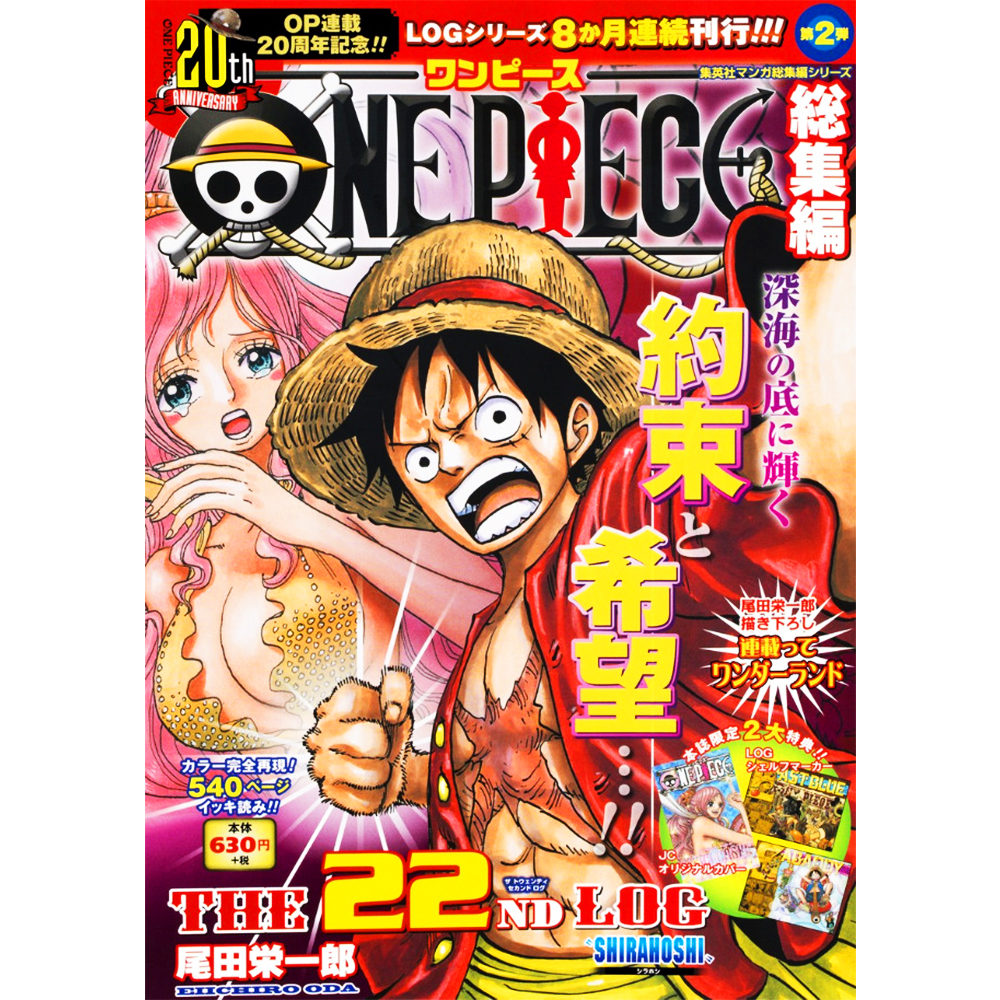 ONE PIECE
20th
ANNIVERSARY
OP連載
20周年記念!!
LOGシリーズ8か月連続刊行!!!
第2弾
集英社マンガ総集編シリーズ
ワンピース
ONE PIECE
総集編
深海の底に輝く
約束と
希望…!!
尾田栄一郎
描き下ろし
連載って
ワンダーランド
本誌限定2大特典!!
LOG
シェルフマーカー
ONE PIECE
JC
オリジナルカバー
カラー完全再現!
540ページ
イッキ読み!!
本体
630円
+税
ザ トウェンティ
セカンド ログ
THE 22ND LOG
"SHIRAHOSHI"
シラホシ
尾田栄一郎
EIICHIRO ODA